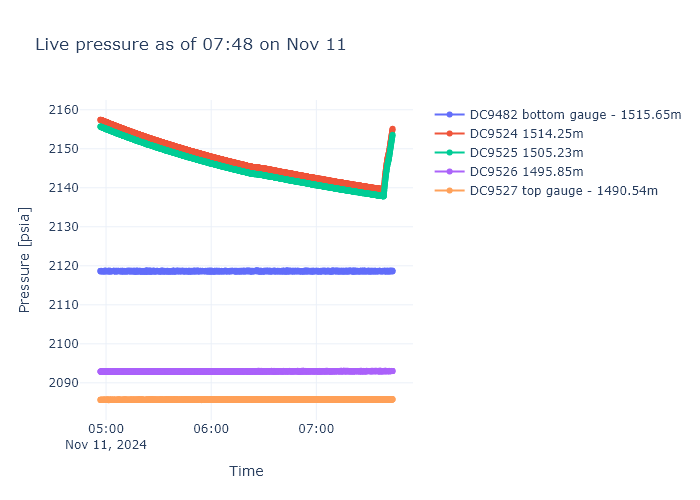 Live pressure as of 07:48 on Nov 11
2160
2150
2140
2130
2120
2110
2100
2090
Pressure [psia]
05:00
Nov 11, 2024
06:00
07:00
Time
DC9482 bottom gauge - 1515.65m
DC9524 1514.25m
DC9525 1505.23m
DC9526 1495.85m
DC9527 top gauge - 1490.54m